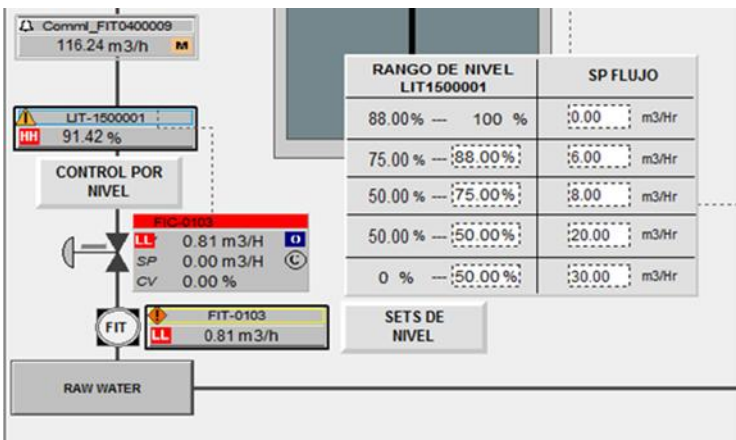 Comml_FIT0400009
116.24 m3/h M
LIT-1500001
HH 91.42 %
CONTROL POR
NIVEL
FIC-0103
LL 0.81 m3/H O
SP 0.00 m3/H C
CV 0.00 %
FIT
FIT-0103
LL 0.81 m3/h
RAW WATER
RANGO DE NIVEL
LIT1500001
SP FLUJO
88.00% --- 100 % 0.00 m3/Hr
75.00 % --- 88.00% 6.00 m3/Hr
50.00 % --- 75.00% 8.00 m3/Hr
50.00 % --- 50.00% 20.00 m3/Hr
0 % --- 50.00% 30.00 m3/Hr
SETS DE
NIVEL